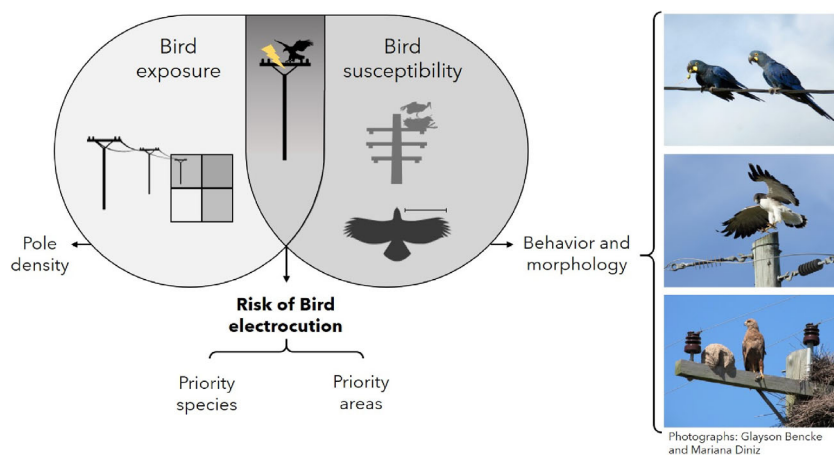 Bird
exposure
Bird
susceptibility
Pole
density
Behavior and
morphology
Risk of Bird
electrocution
Priority
species
Priority
areas
Photographs: Glayson Bencke
and Mariana Diniz